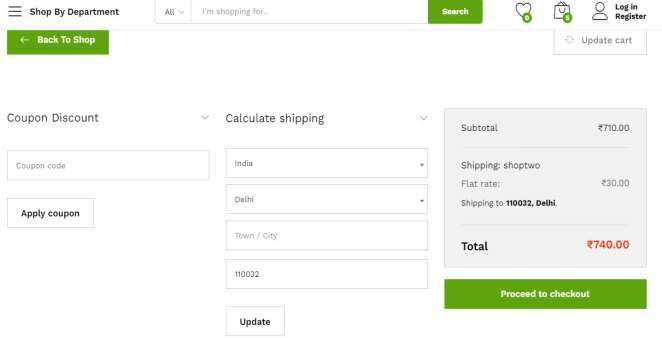 Shop By Department
All
I'm shopping for...
Search
0
5
Log in
Register
← Back To Shop
Update cart
Coupon Discount
Coupon code
Apply coupon
Calculate shipping
India
Delhi
Town / City
110032
Update
Subtotal ₹710.00
Shipping: shoptwo
Flat rate: ₹30.00
Shipping to 110032, Delhi.
Total ₹740.00
Proceed to checkout